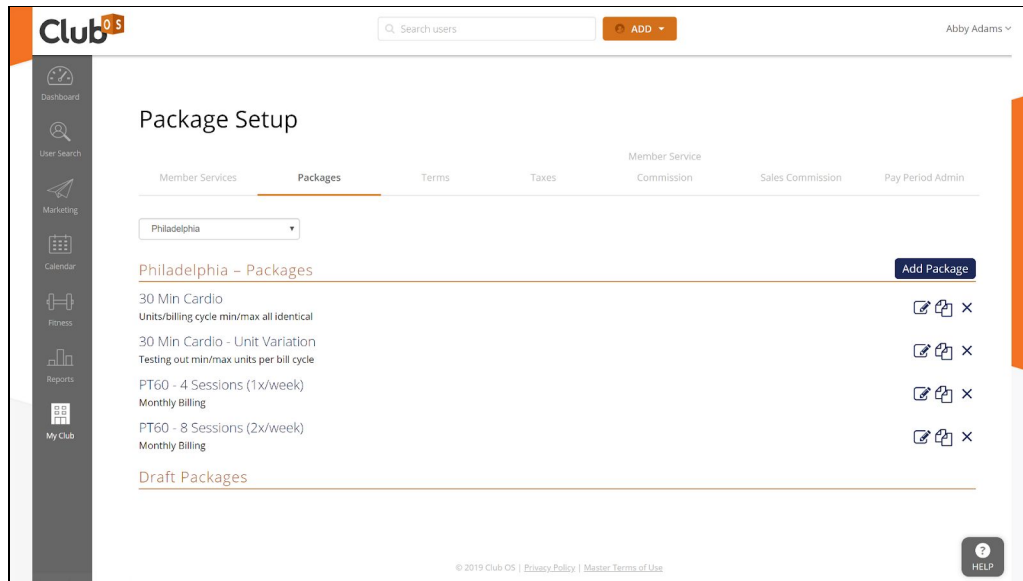 Club OS
Search users
ADD
Abby Adams
Dashboard
User Search
Marketing
Calendar
Fitness
Reports
My Club
Package Setup
Member Services
Packages
Terms
Taxes
Member Service
Commission
Sales Commission
Pay Period Admin
Philadelphia
Philadelphia – Packages
Add Package
30 Min Cardio
Units/billing cycle min/max all identical
30 Min Cardio - Unit Variation
Testing out min/max units per bill cycle
PT60 - 4 Sessions (1x/week)
Monthly Billing
PT60 - 8 Sessions (2x/week)
Monthly Billing
Draft Packages
© 2019 Club OS | Privacy Policy | Master Terms of Use
? HELP